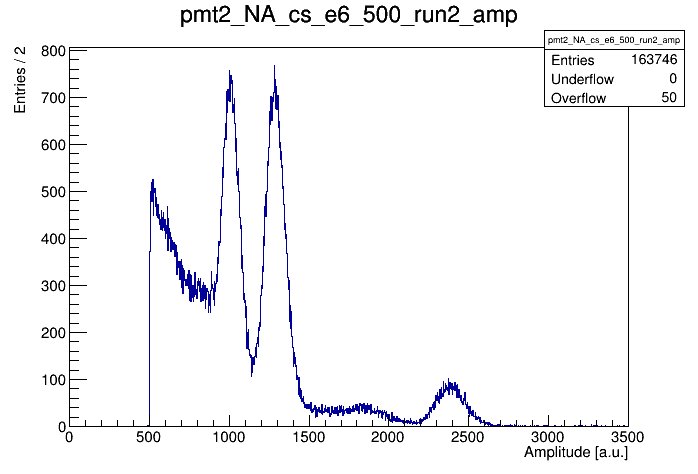 pmt2_NA_cs_e6_500_run2_amp
pmt2_NA_cs_e6_500_run2_amp
Entries 163746
Underflow 0
Overflow 50
Entries / 2
800
700
600
500
400
300
200
100
0
0 500 1000 1500 2000 2500 3000 3500
Amplitude [a.u.]